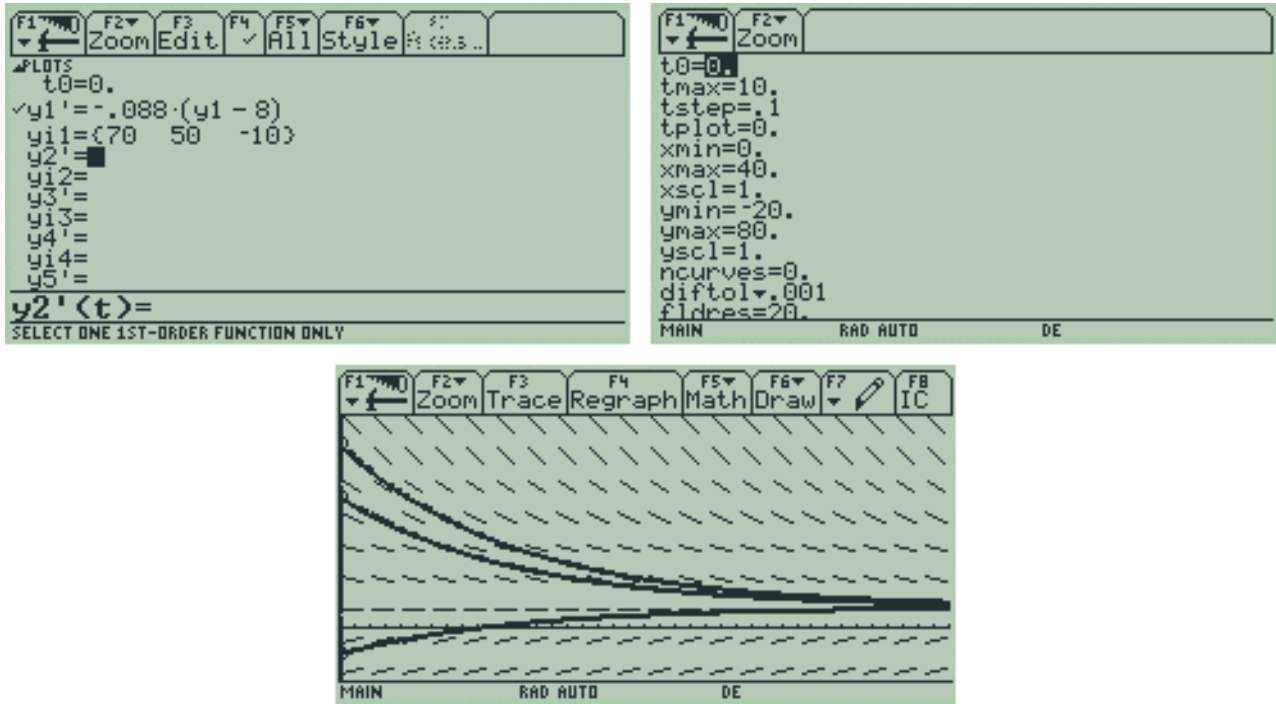 F1 F2 F3 F4 F5 F6
Zoom Edit ✓ All Style
PLOTS
t0=0.
✓y1'=-.088·(y1 - 8)
yi1={70 50 -10}
y2'=
yi2=
y3'=
yi3=
y4'=
yi4=
y5'=
y2'(t)=
SELECT ONE 1ST-ORDER FUNCTION ONLY
F1 F2
Zoom
t0=0.
tmax=10.
tstep=.1
tplot=0.
xmin=0.
xmax=40.
xscl=1.
ymin=-20.
ymax=80.
yscl=1.
ncurves=0.
diftol▾.001
fldres=20.
MAIN RAD AUTO DE
F1 F2 F3 F4 F5 F6 F7 F8
Zoom Trace Regraph Math Draw IC
MAIN RAD AUTO DE